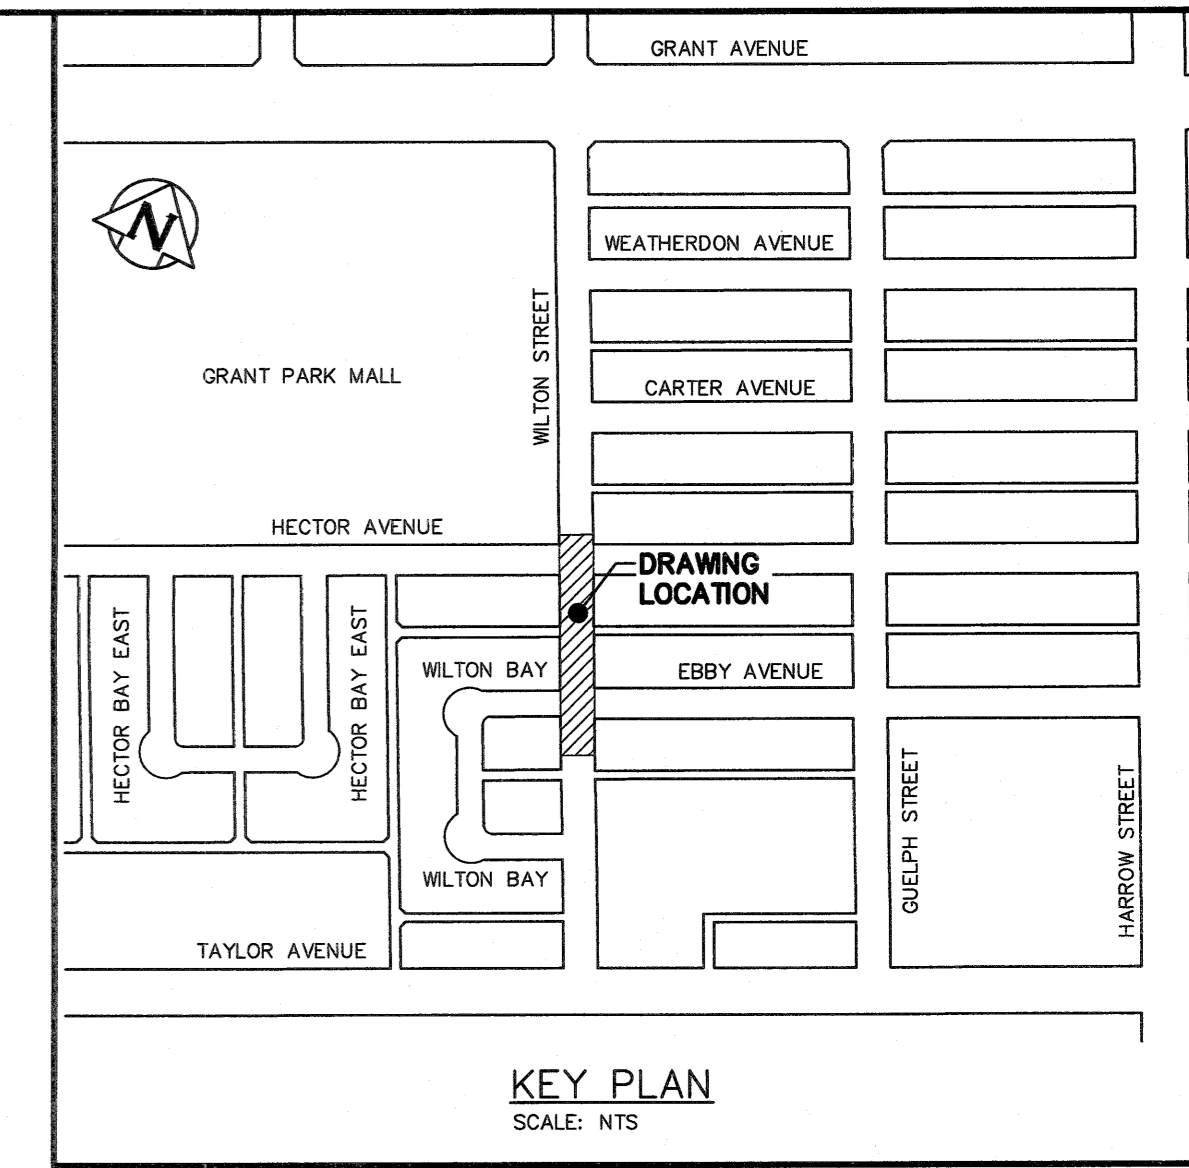 GRANT AVENUE
N
WEATHERDON AVENUE
WILTON STREET
GRANT PARK MALL
CARTER AVENUE
HECTOR AVENUE
DRAWING
LOCATION
HECTOR BAY EAST
HECTOR BAY EAST
WILTON BAY
EBBY AVENUE
GUELPH STREET
HARROW STREET
WILTON BAY
TAYLOR AVENUE
KEY PLAN
SCALE: NTS